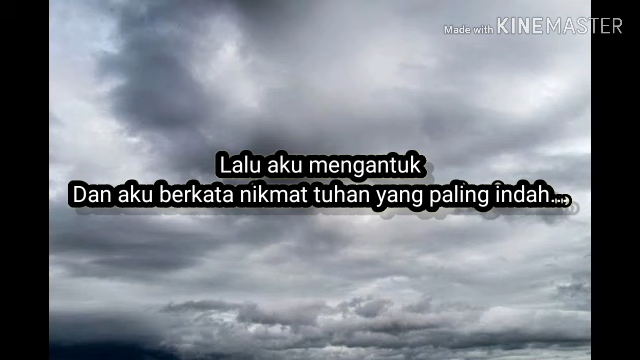 Made with KINEMASTER
Lalu aku mengantuk
Dan aku berkata nikmat tuhan yang paling indah...